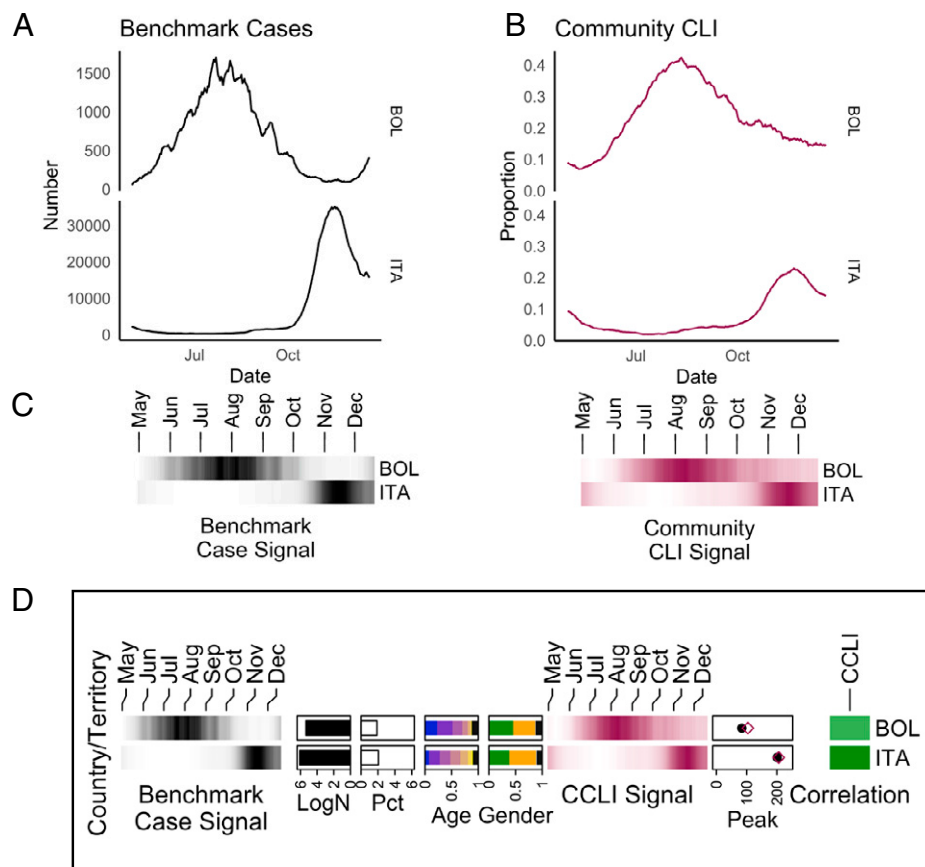 A Benchmark Cases
Number
1500
1000
500
0
BOL
30000
20000
10000
0
ITA
Jul Oct
Date
B Community CLI
Proportion
0.4
0.3
0.2
0.1
0.0
BOL
0.4
0.3
0.2
0.1
0.0
ITA
Jul Oct
Date
C
May Jun Jul Aug Sep Oct Nov Dec
BOL
ITA
Benchmark
Case Signal
May Jun Jul Aug Sep Oct Nov Dec
BOL
ITA
Community
CLI Signal
D
Country/Territory
May Jun Jul Aug Sep Oct Nov Dec
Benchmark
Case Signal
6 4 2 0
LogN
0 2 4 6
Pct
0 0.5 1
Age
0 0.5 1
Gender
May Jun Jul Aug Sep Oct Nov Dec
CCLI Signal
0 100 200
Peak
CCLI
BOL
ITA
Correlation